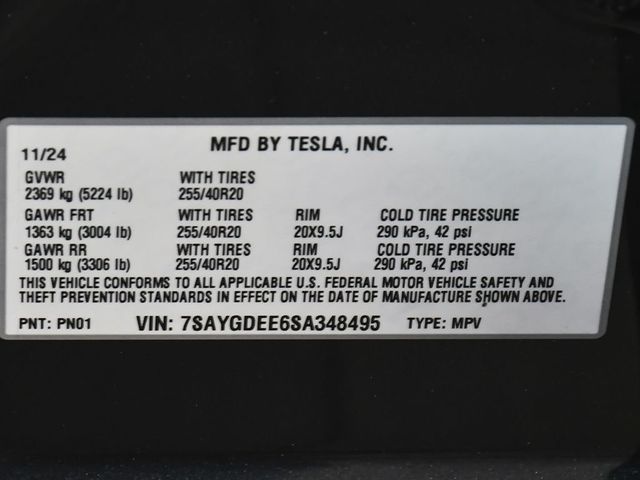 MFD BY TESLA, INC.
11/24
GVWR WITH TIRES
2369 kg (5224 lb) 255/40R20
GAWR FRT WITH TIRES RIM COLD TIRE PRESSURE
1363 kg (3004 lb) 255/40R20 20X9.5J 290 kPa, 42 psi
GAWR RR WITH TIRES RIM COLD TIRE PRESSURE
1500 kg (3306 lb) 255/40R20 20X9.5J 290 kPa, 42 psi
THIS VEHICLE CONFORMS TO ALL APPLICABLE U.S. FEDERAL MOTOR VEHICLE SAFETY AND
THEFT PREVENTION STANDARDS IN EFFECT ON THE DATE OF MANUFACTURE SHOWN ABOVE.
PNT: PN01 VIN: 7SAYGDEE6SA348495 TYPE: MPV